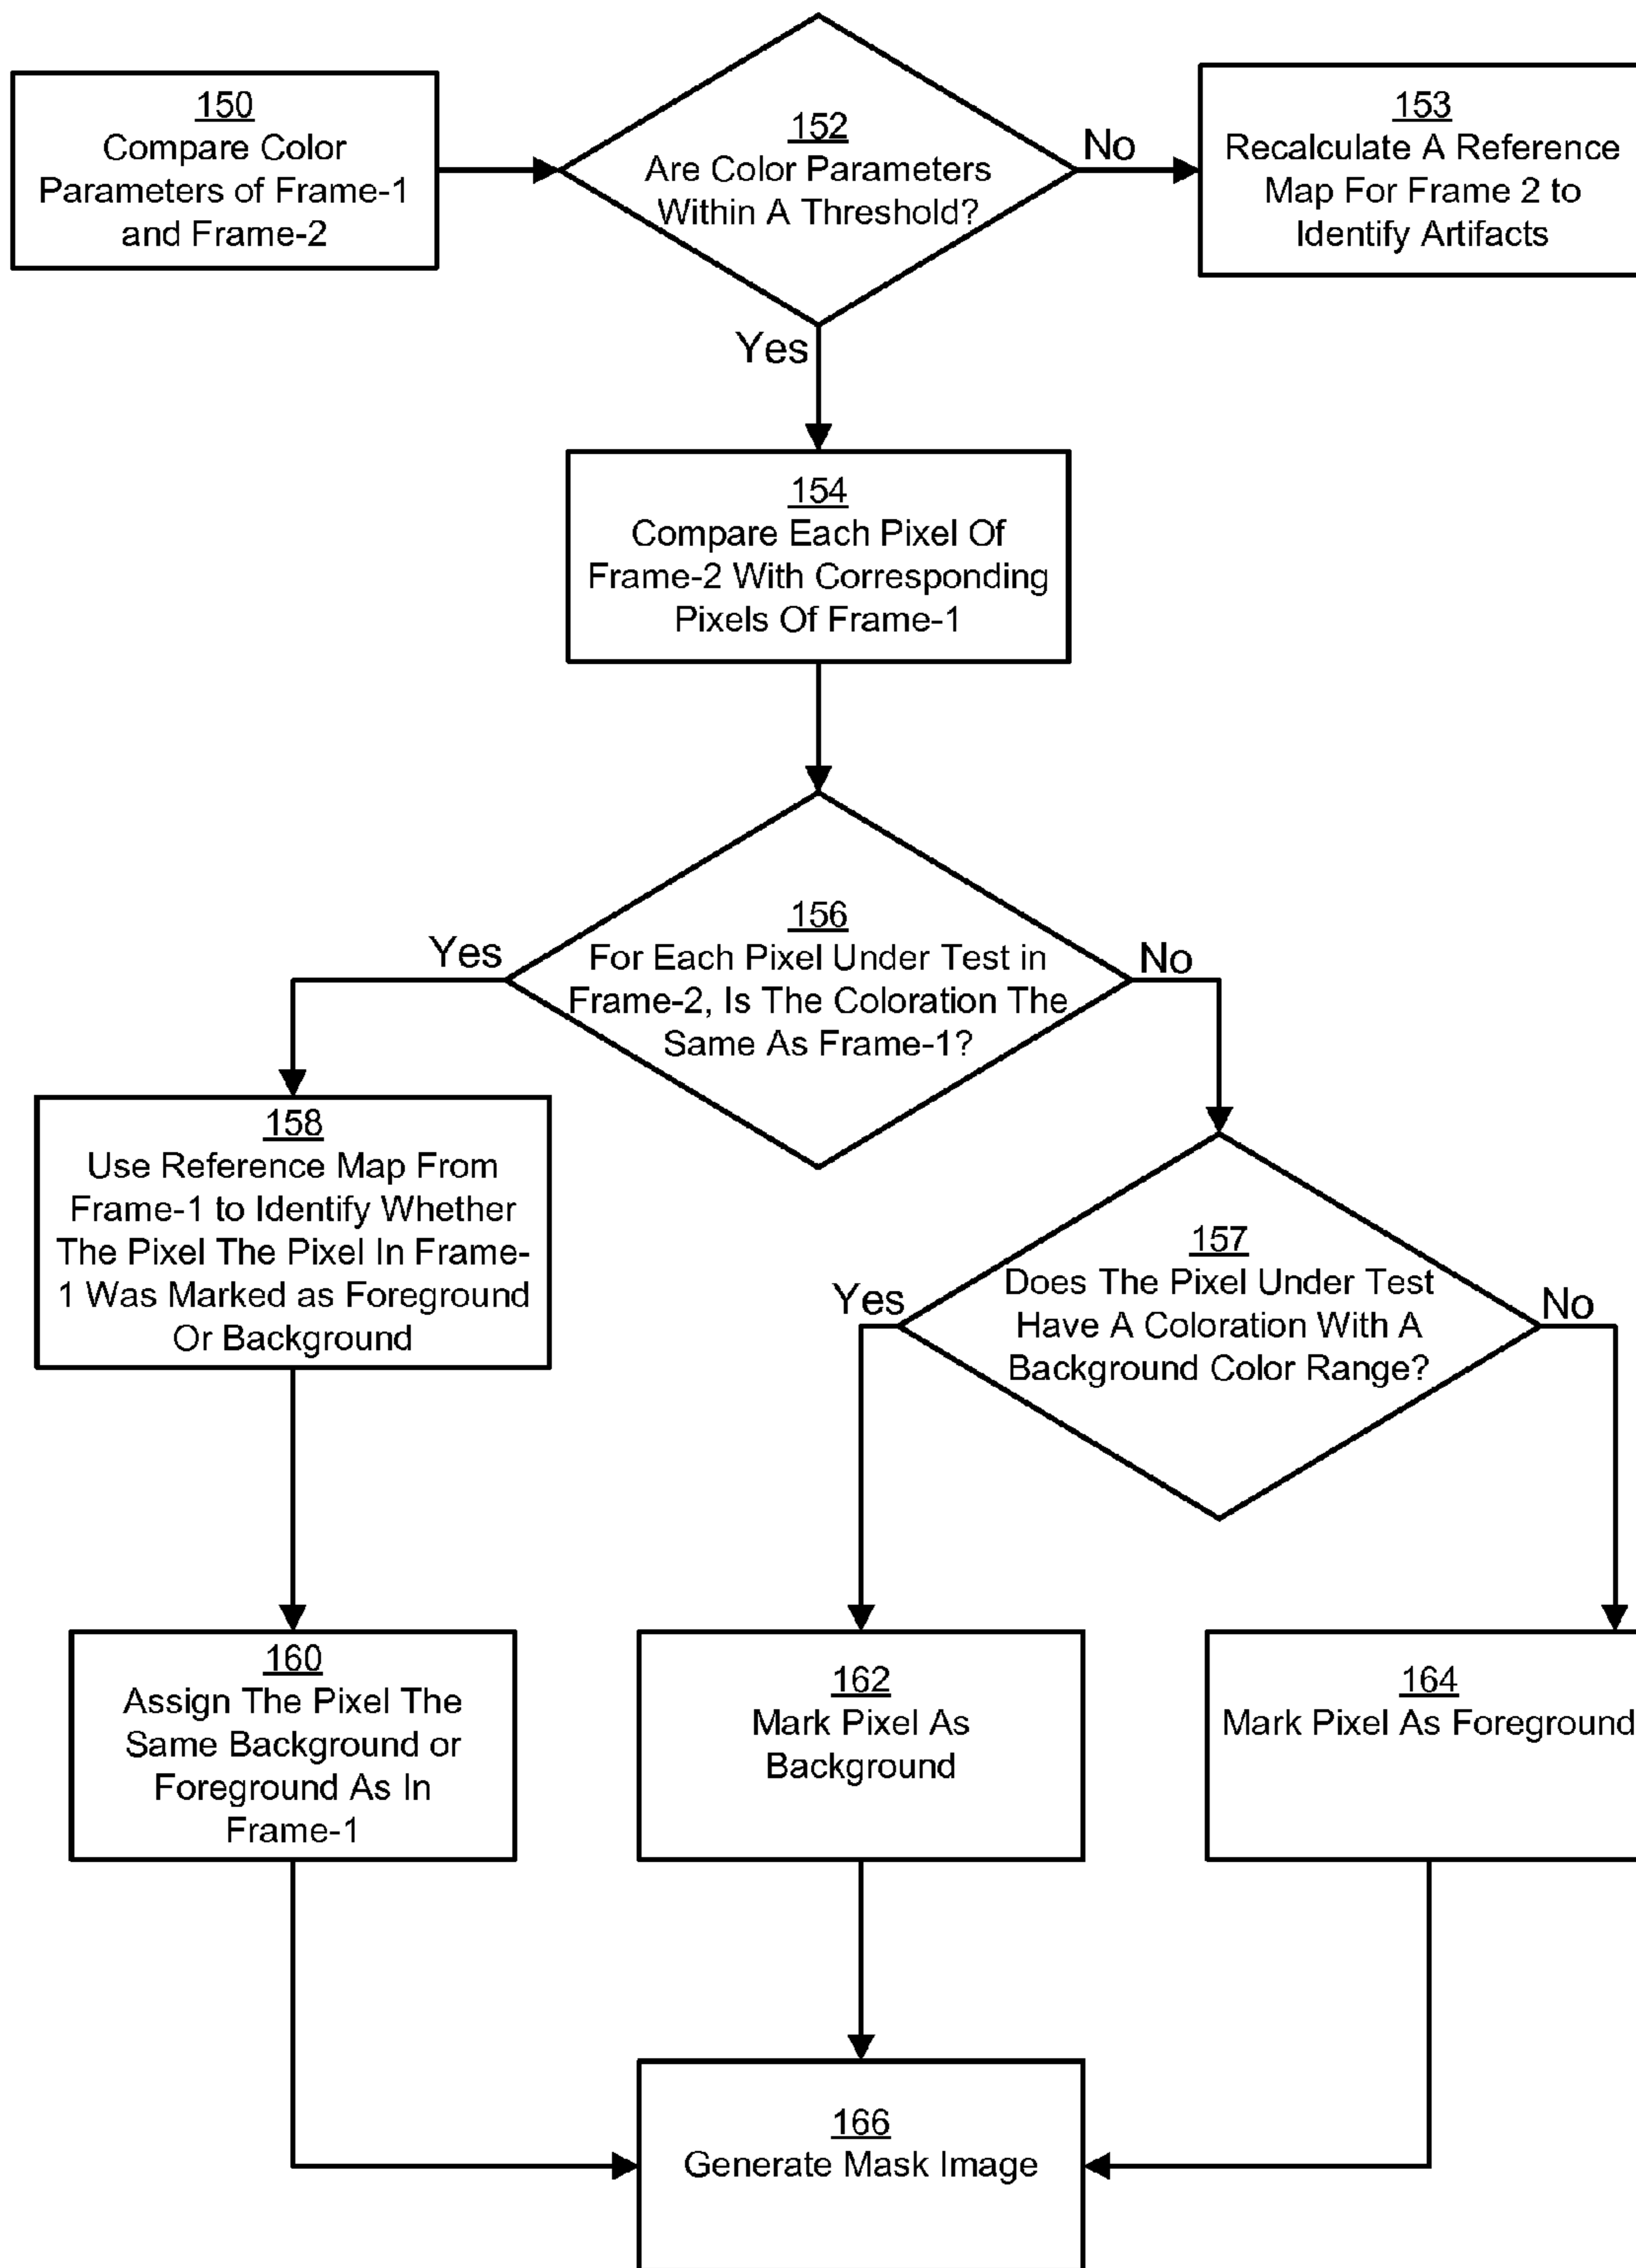 150
Compare Color
Parameters of Frame-1
and Frame-2
152
Are Color Parameters
Within A Threshold?
No
153
Recalculate A Reference
Map For Frame 2 to
Identify Artifacts
Yes
154
Compare Each Pixel Of
Frame-2 With Corresponding
Pixels Of Frame-1
156
For Each Pixel Under Test in
Frame-2, Is The Coloration The
Same As Frame-1?
Yes
No
158
Use Reference Map From
Frame-1 to Identify Whether
The Pixel The Pixel In Frame-
1 Was Marked as Foreground
Or Background
157
Does The Pixel Under Test
Have A Coloration With A
Background Color Range?
Yes
No
160
Assign The Pixel The
Same Background or
Foreground As In
Frame-1
162
Mark Pixel As
Background
164
Mark Pixel As Foreground
166
Generate Mask Image